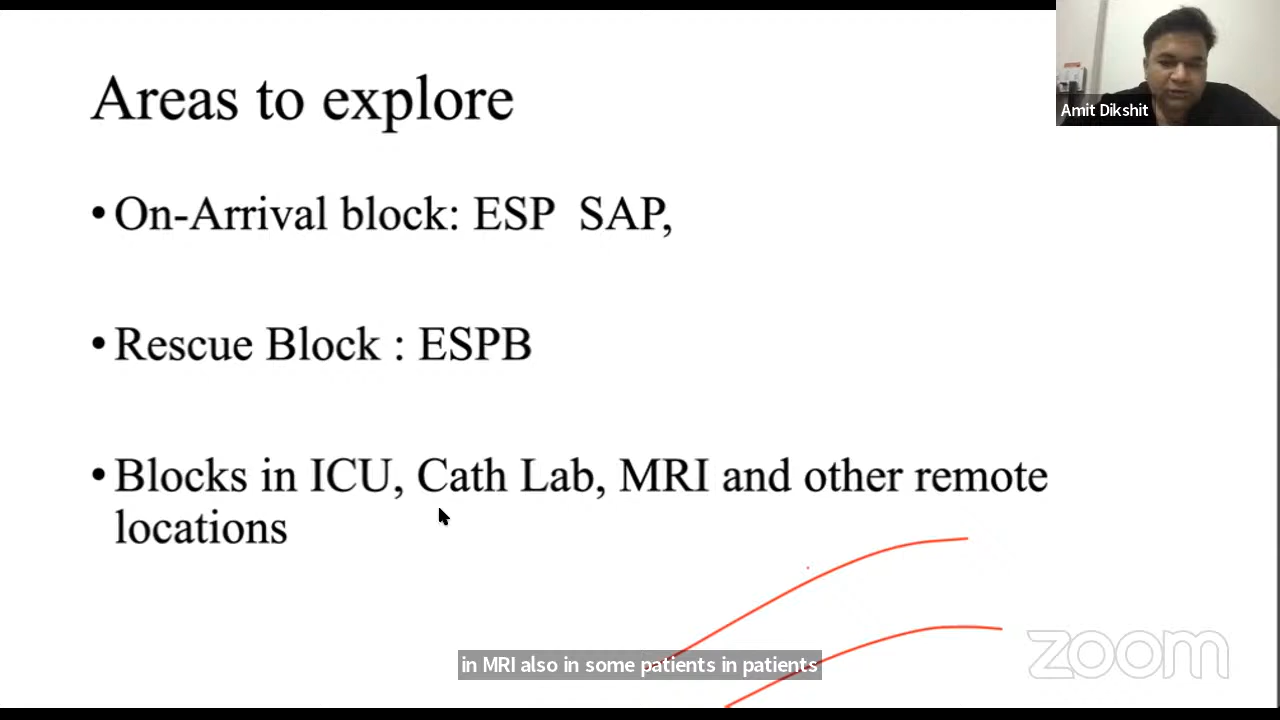 Areas to explore
Amit Dikshit
• On-Arrival block: ESP SAP,
• Rescue Block : ESPB
• Blocks in ICU, Cath Lab, MRI and other remote
locations
in MRI also in some patients in patients
zoom